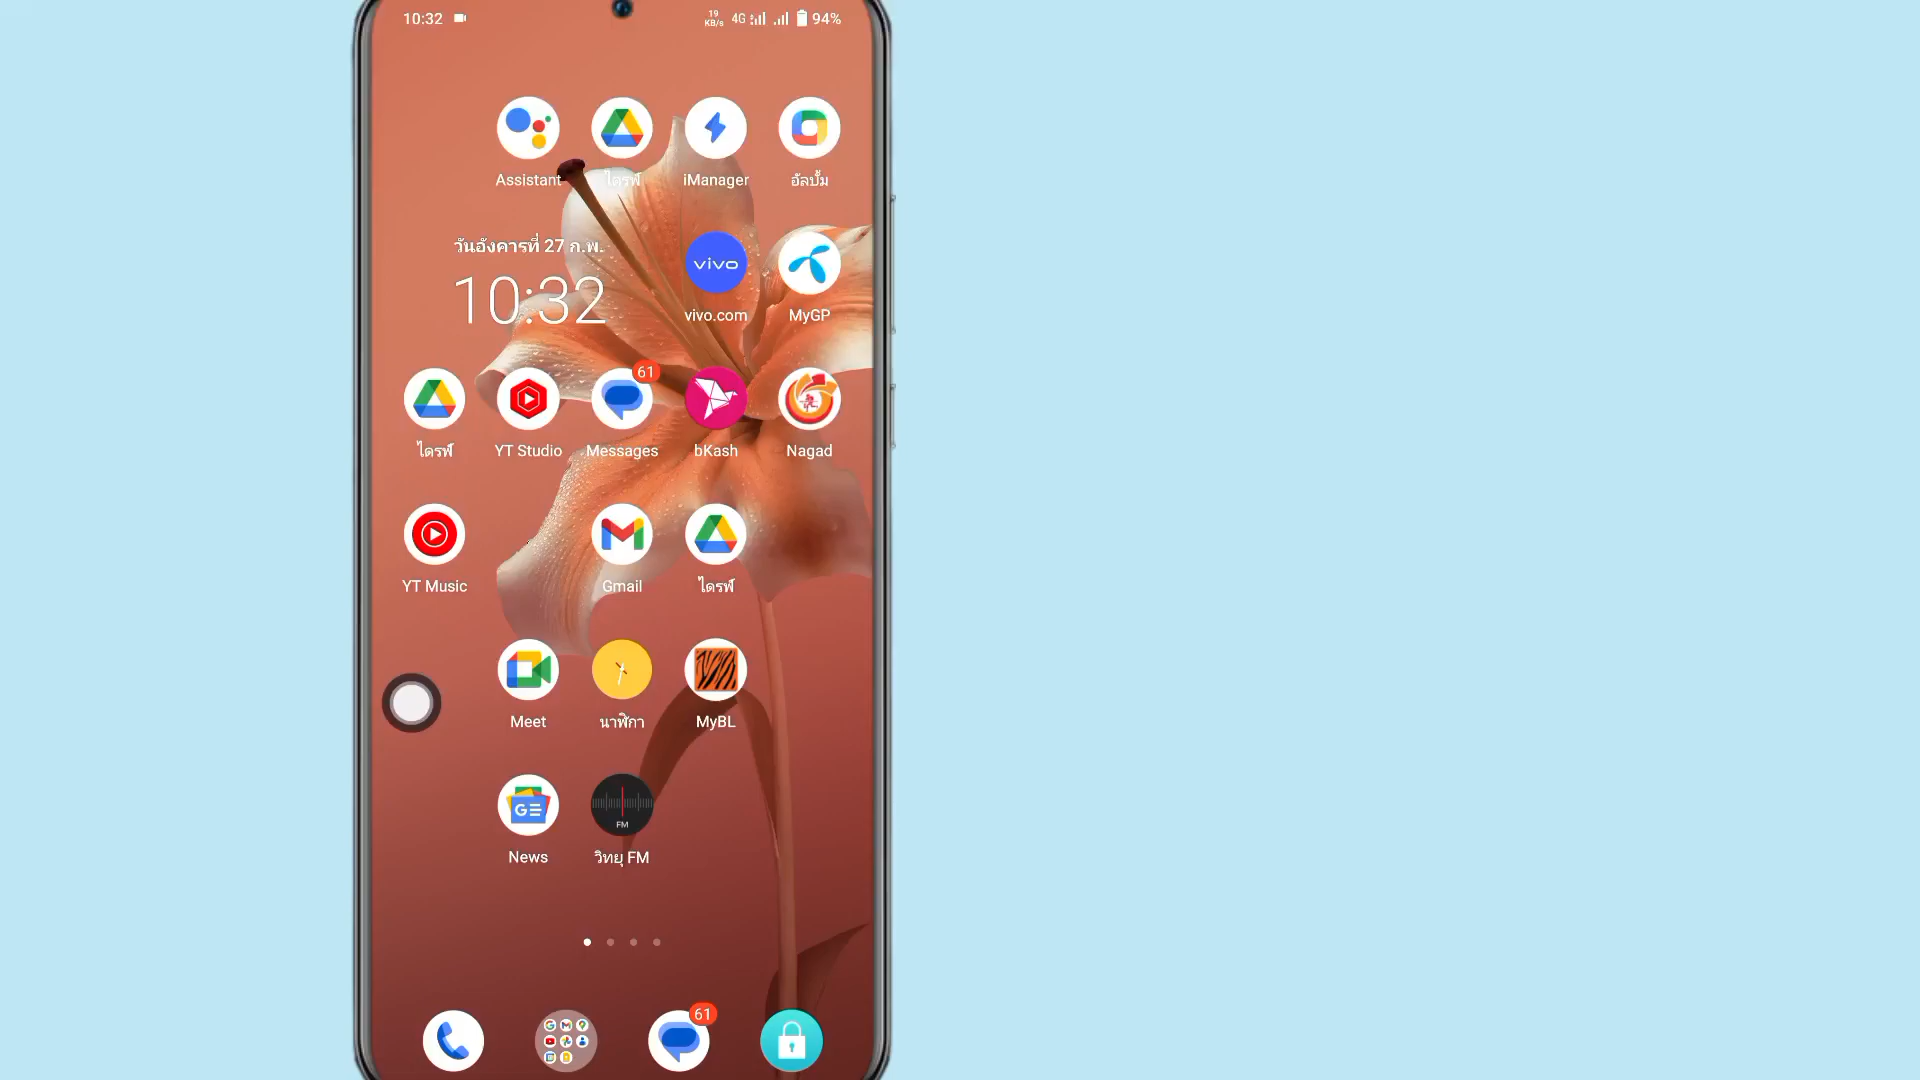 10:32
19 KB/s 4G 94%
Assistant ไดรฟ์ iManager อัลบั้ม
วันอังคารที่ 27 ก.พ.
10:32
vivo
vivo.com MyGP
61
ไดรฟ์ YT Studio Messages bKash Nagad
YT Music Gmail ไดรฟ์
Meet นาฬิกา MyBL
GE
FM
News วิทยุ FM
61